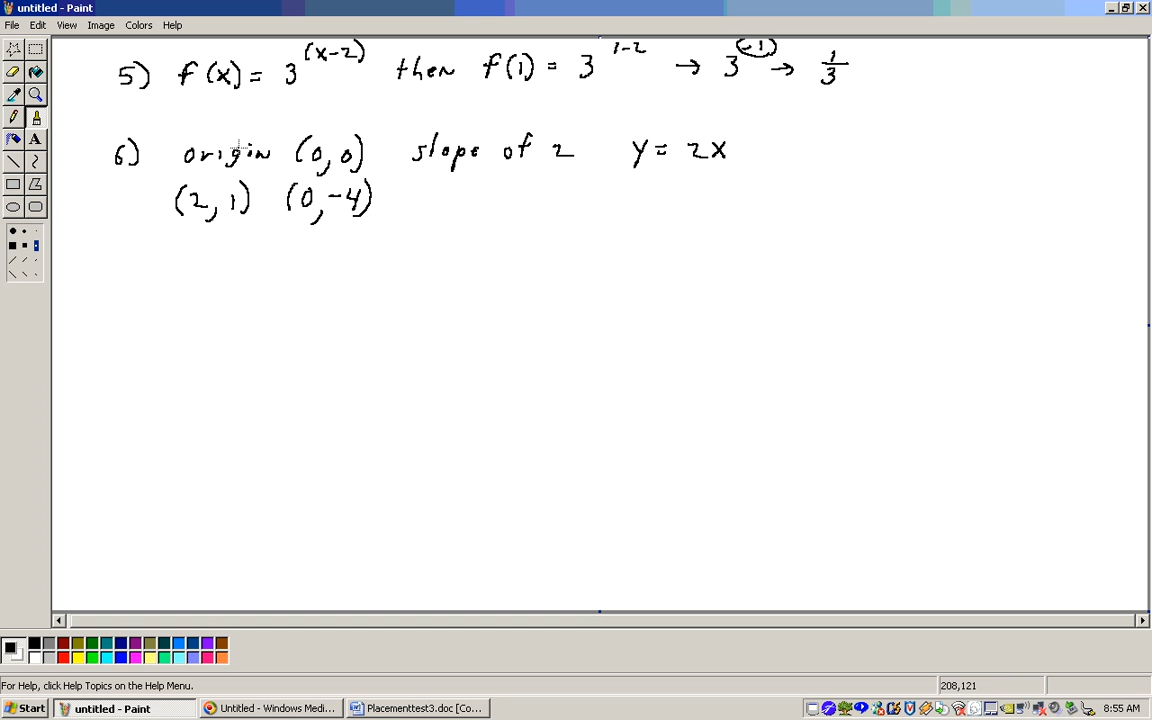 untitled - Paint
File Edit View Image Colors Help
5) f(x) = 3^(x-2) then f(1) = 3^1-2 → 3^(-1) → 1/3
6) origin (0,0) slope of 2 y = 2x
(2,1) (0,-4)
For Help, click Help Topics on the Help Menu.
208,121
Start untitled - Paint Untitled - Windows Medi... Placementtest3.doc [Co... 8:55 AM